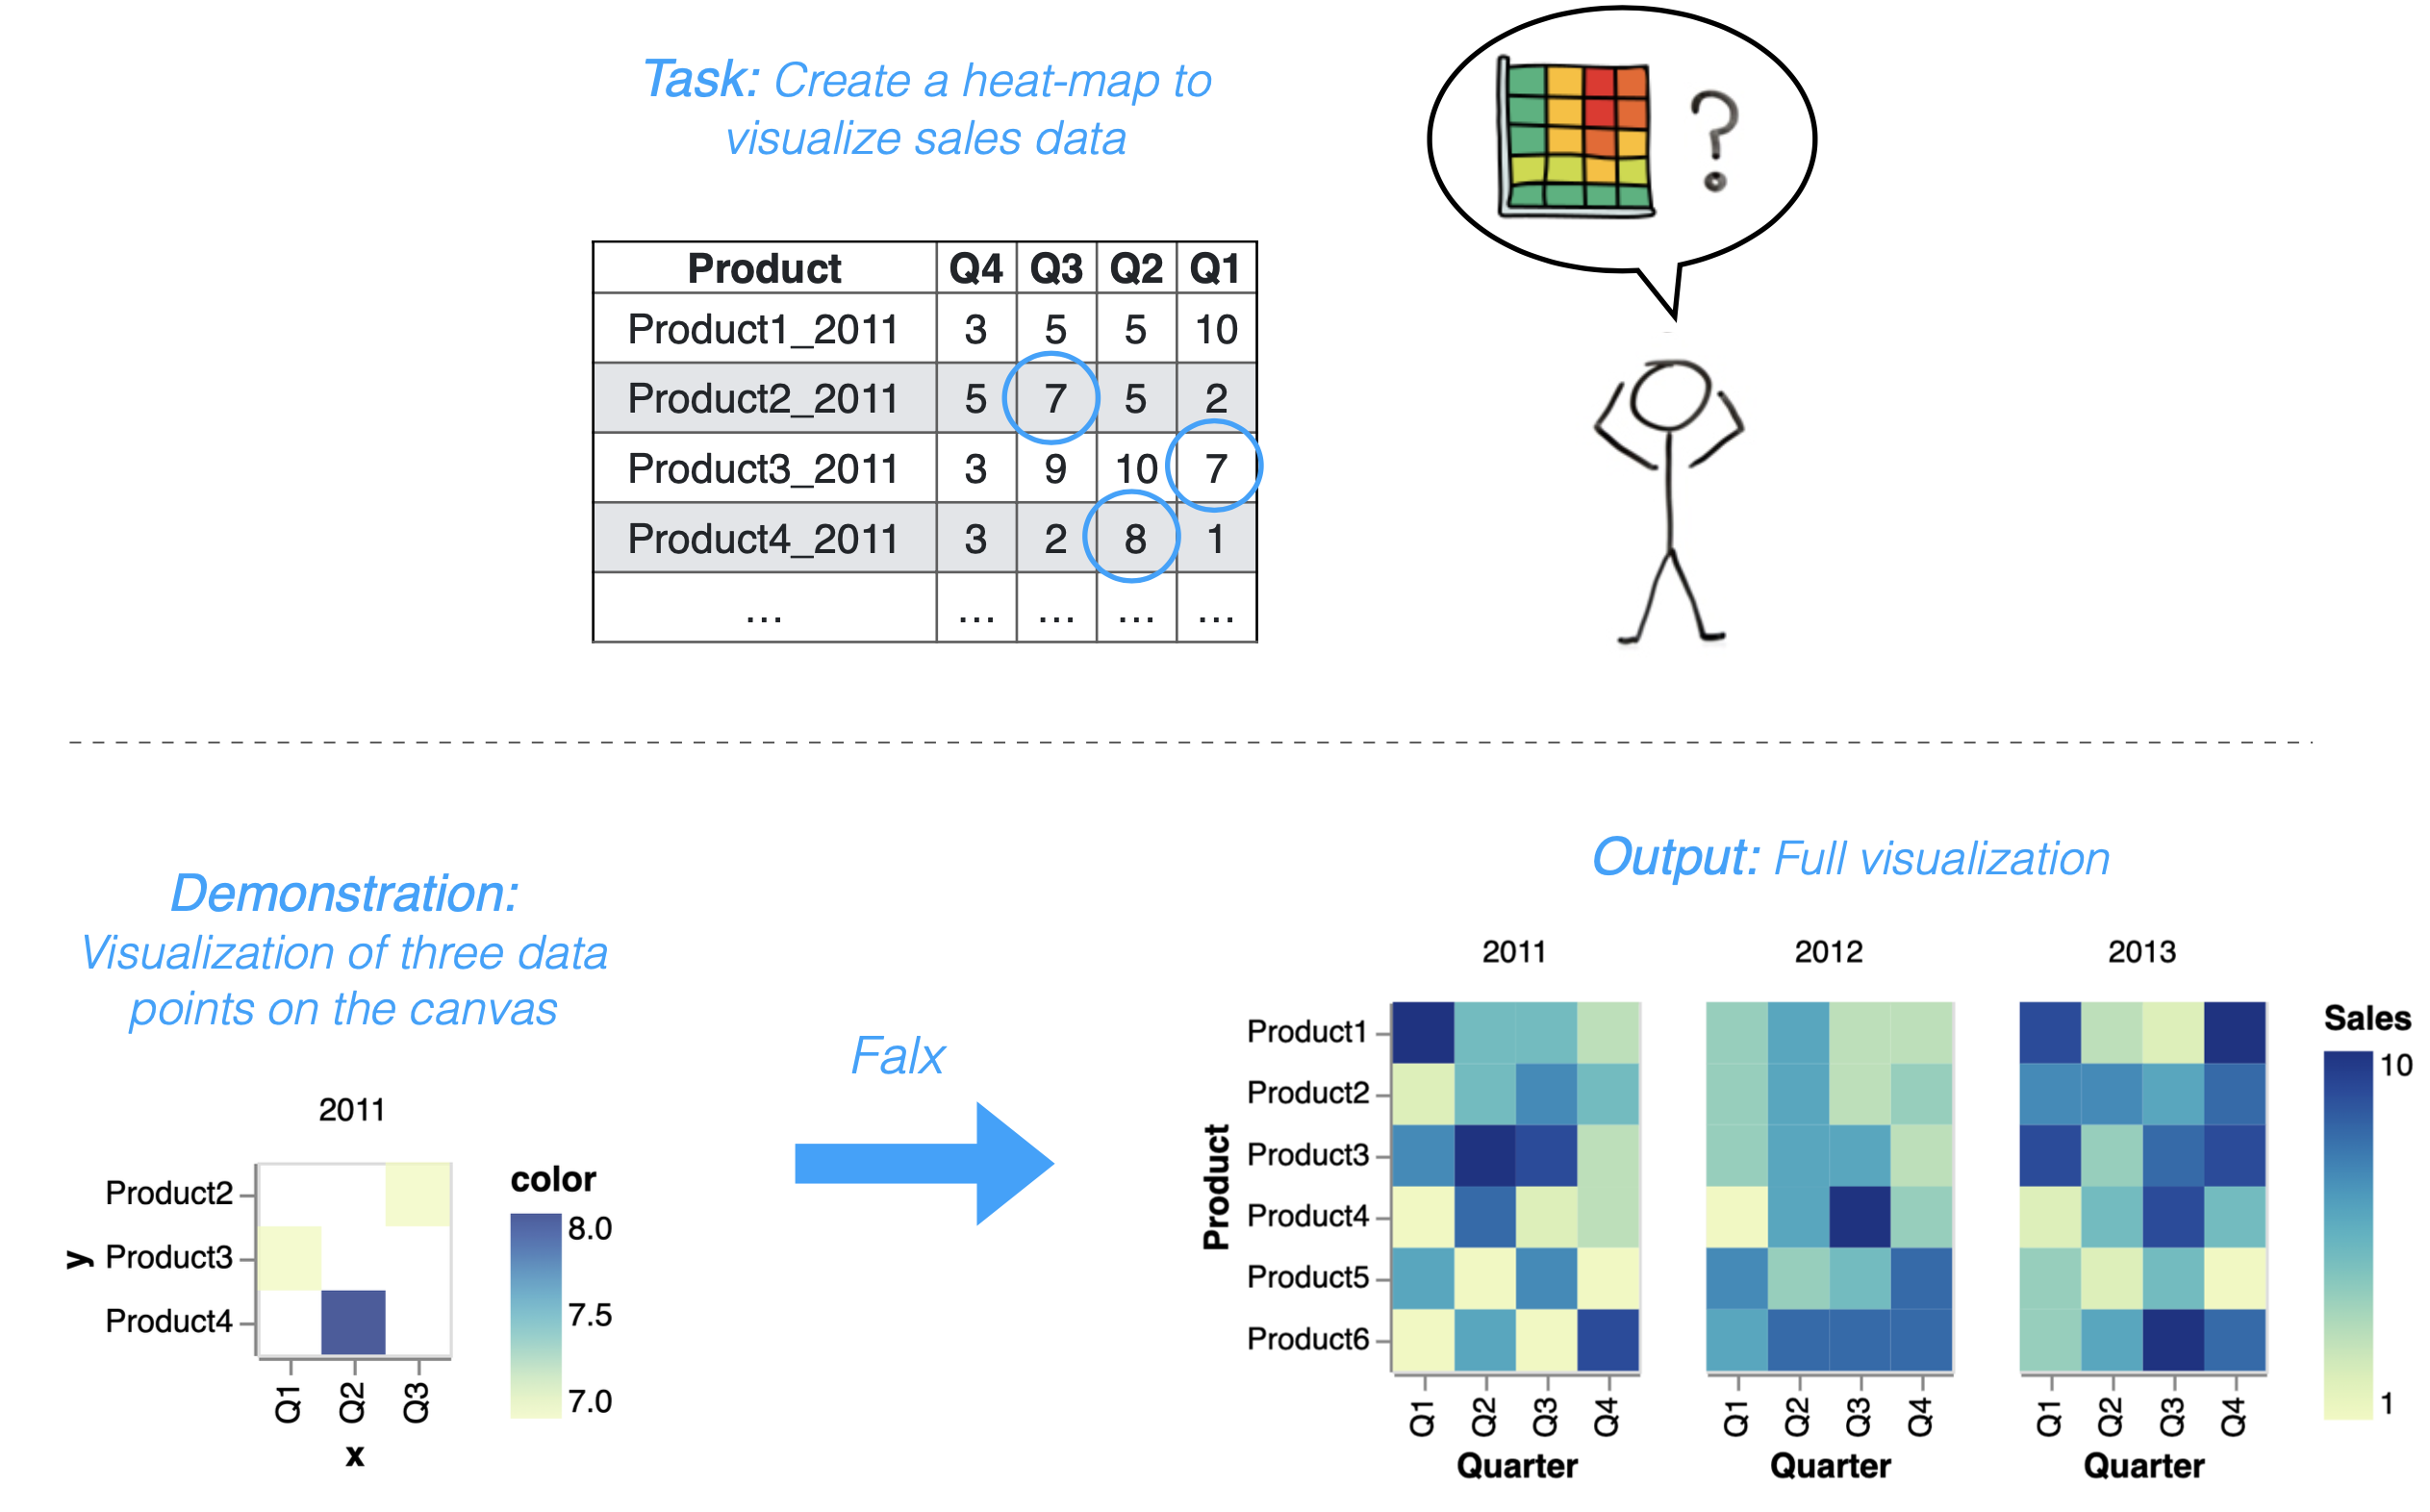 Task: Create a heat-map to
visualize sales data
?
Product Q4 Q3 Q2 Q1
Product1_2011 3 5 5 10
Product2_2011 5 7 5 2
Product3_2011 3 9 10 7
Product4_2011 3 2 8 1
... ... ... ... ...
Demonstration:
Visualization of three data
points on the canvas
2011
y
Product2
Product3
Product4
Q1 Q2 Q3
x
color
8.0
7.5
7.0
Falx
Output: Full visualization
2011 2012 2013
Product
Product1
Product2
Product3
Product4
Product5
Product6
Q1 Q2 Q3 Q4 Q1 Q2 Q3 Q4 Q1 Q2 Q3 Q4
Quarter Quarter Quarter
Sales
10
1